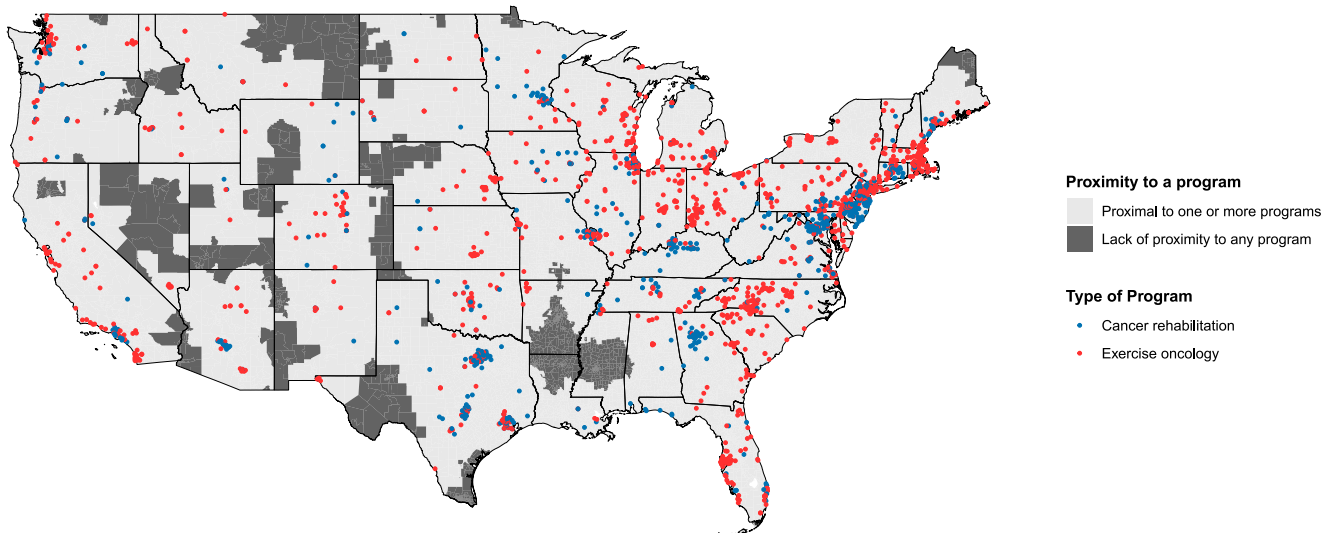 Proximity to a program
Proximal to one or more programs
Lack of proximity to any program
Type of Program
Cancer rehabilitation
Exercise oncology